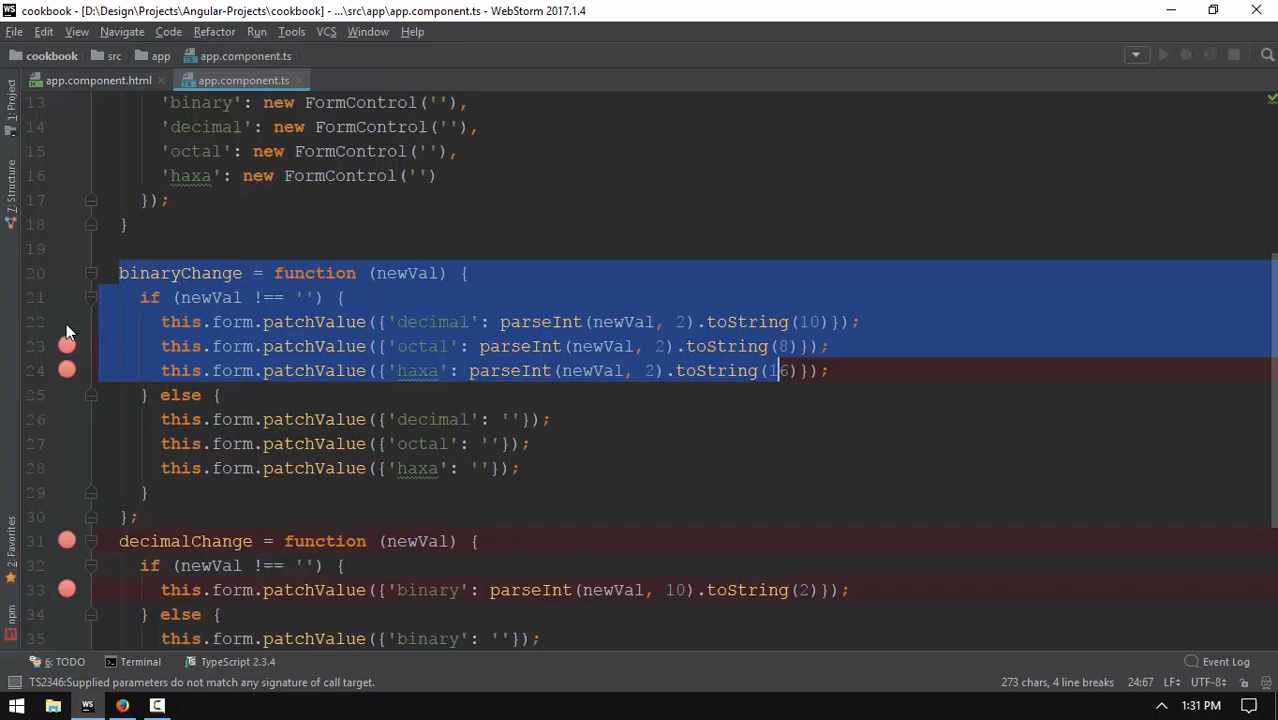 cookbook - [D:\Design\Projects\Angular-Projects\cookbook] - ...\src\app\app.component.ts - WebStorm 2017.1.4
File Edit View Navigate Code Refactor Run Tools VCS Window Help
cookbook src app app.component.ts
app.component.html app.component.ts
1: Project
7: Structure
2: Favorites
npm
13 'binary': new FormControl(''),
14 'decimal': new FormControl(''),
15 'octal': new FormControl(''),
16 'haxa': new FormControl('')
17 });
18 }
19
20 binaryChange = function (newVal) {
21 if (newVal !== '') {
22 this.form.patchValue({'decimal': parseInt(newVal, 2).toString(10)});
23 this.form.patchValue({'octal': parseInt(newVal, 2).toString(8)});
24 this.form.patchValue({'haxa': parseInt(newVal, 2).toString(16)});
25 } else {
26 this.form.patchValue({'decimal': ''});
27 this.form.patchValue({'octal': ''});
28 this.form.patchValue({'haxa': ''});
29 }
30 };
31 decimalChange = function (newVal) {
32 if (newVal !== '') {
33 this.form.patchValue({'binary': parseInt(newVal, 10).toString(2)});
34 } else {
35 this.form.patchValue({'binary': ''});
6: TODO Terminal TypeScript 2.3.4 Event Log
TS2346:Supplied parameters do not match any signature of call target. 273 chars, 4 line breaks 24:67 LF÷ UTF-8÷
WS 1:31 PM